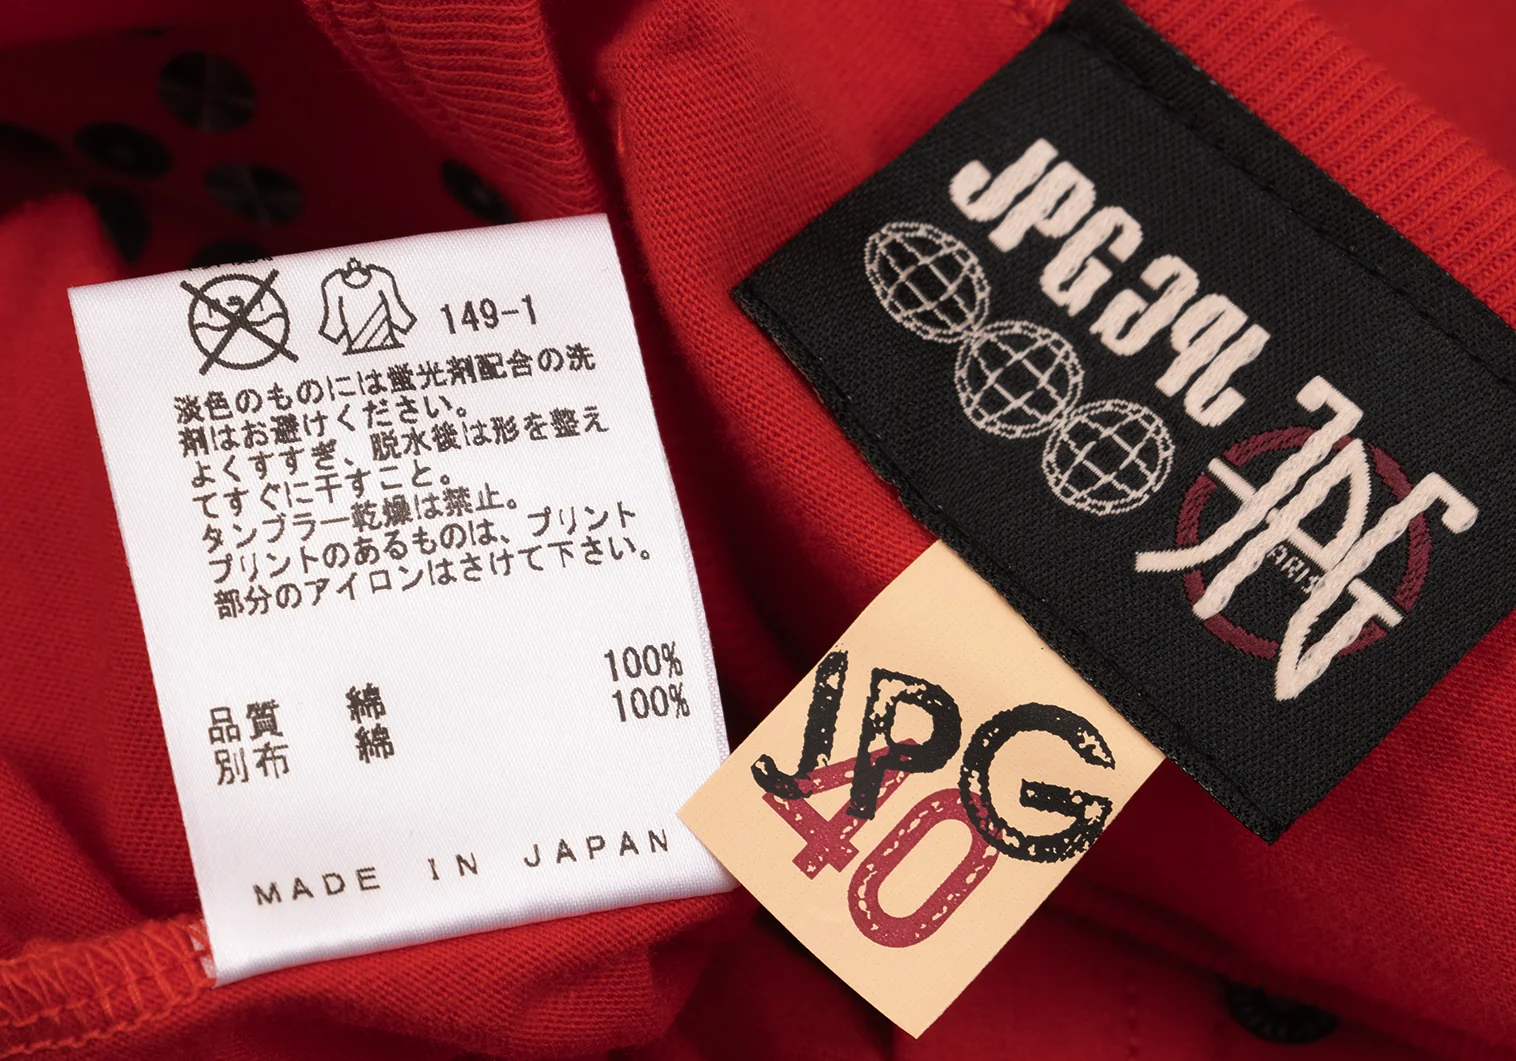 149-1
淡色のものには蛍光剤配合の洗
剤はお避けください。
よくすすぎ、脱水後は形を整え
てすぐに干すこと。
タンブラー乾燥は禁止。
プリントのあるものは、プリント
部分のアイロンはさけて下さい。
品質 綿 100%
別布 綿 100%
MADE IN JAPAN
JPG
JPG
PARIS
JPG
40